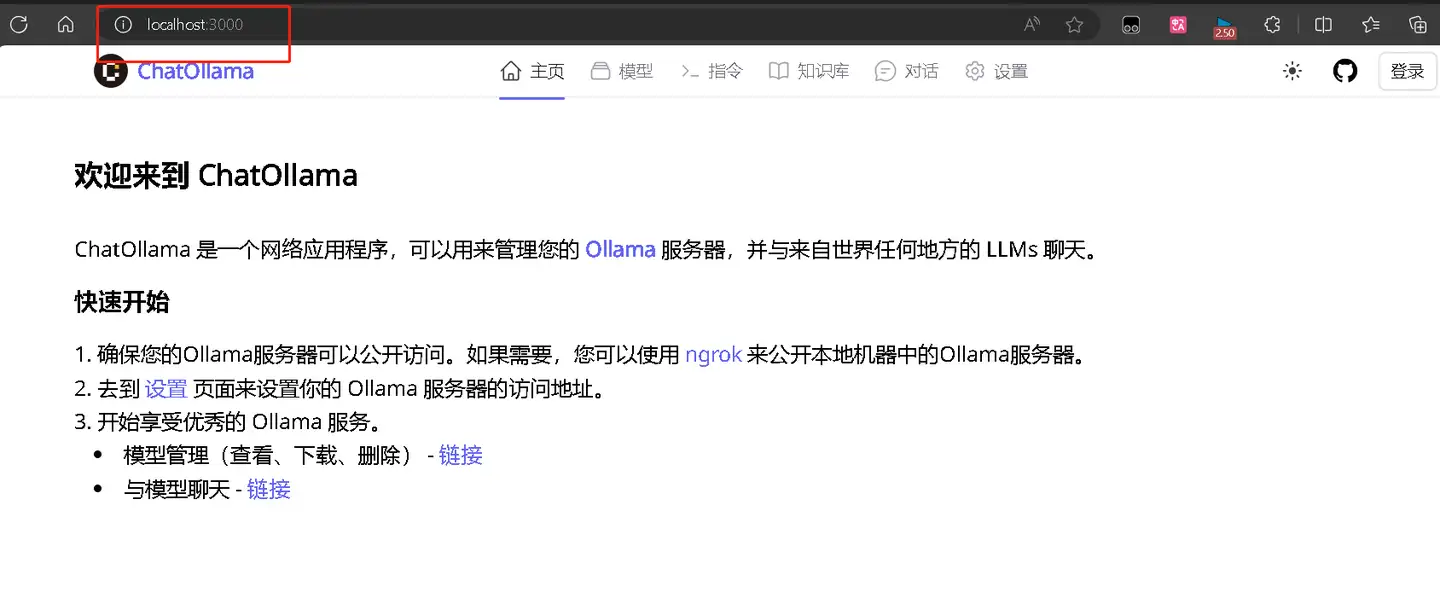 localhost:3000
2.50
ChatOllama 主页 模型 指令 知识库 对话 设置 登录
欢迎来到 ChatOllama
ChatOllama 是一个网络应用程序，可以用来管理您的 Ollama 服务器，并与来自世界任何地方的 LLMs 聊天。
快速开始
1. 确保您的Ollama服务器可以公开访问。如果需要，您可以使用 ngrok 来公开本地机器中的Ollama服务器。
2. 去到 设置 页面来设置你的 Ollama 服务器的访问地址。
3. 开始享受优秀的 Ollama 服务。
• 模型管理（查看、下载、删除） - 链接
• 与模型聊天 - 链接